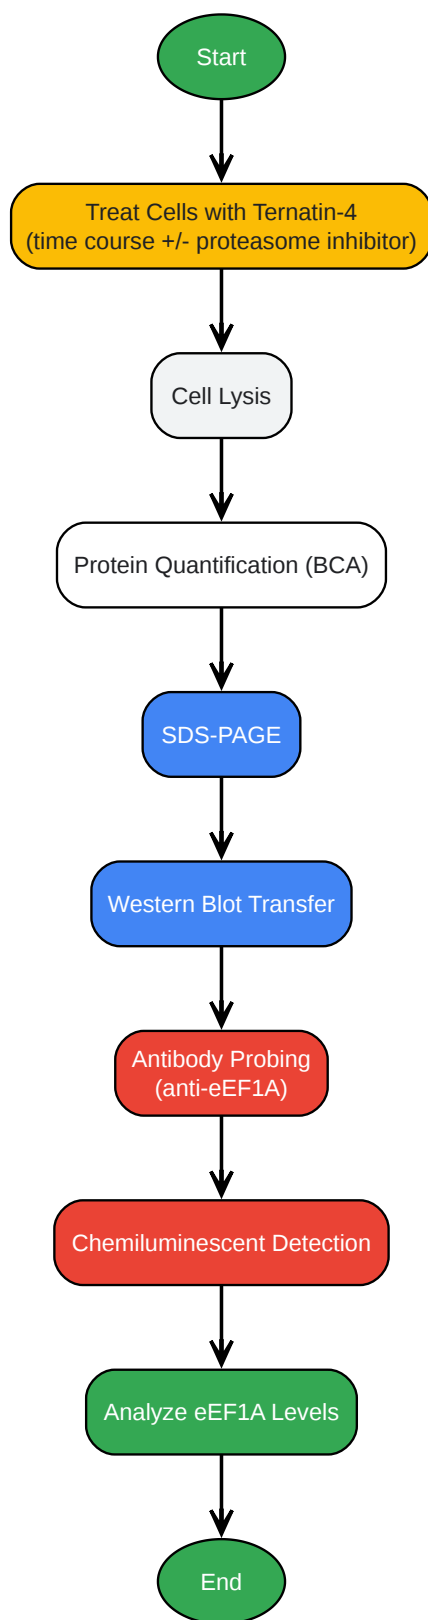 Start
Treat Cells with Ternatin-4
(time course +/- proteasome inhibitor)
Cell Lysis
Protein Quantification (BCA)
SDS-PAGE
Western Blot Transfer
Antibody Probing
(anti-eEF1A)
Chemiluminescent Detection
Analyze eEF1A Levels
End